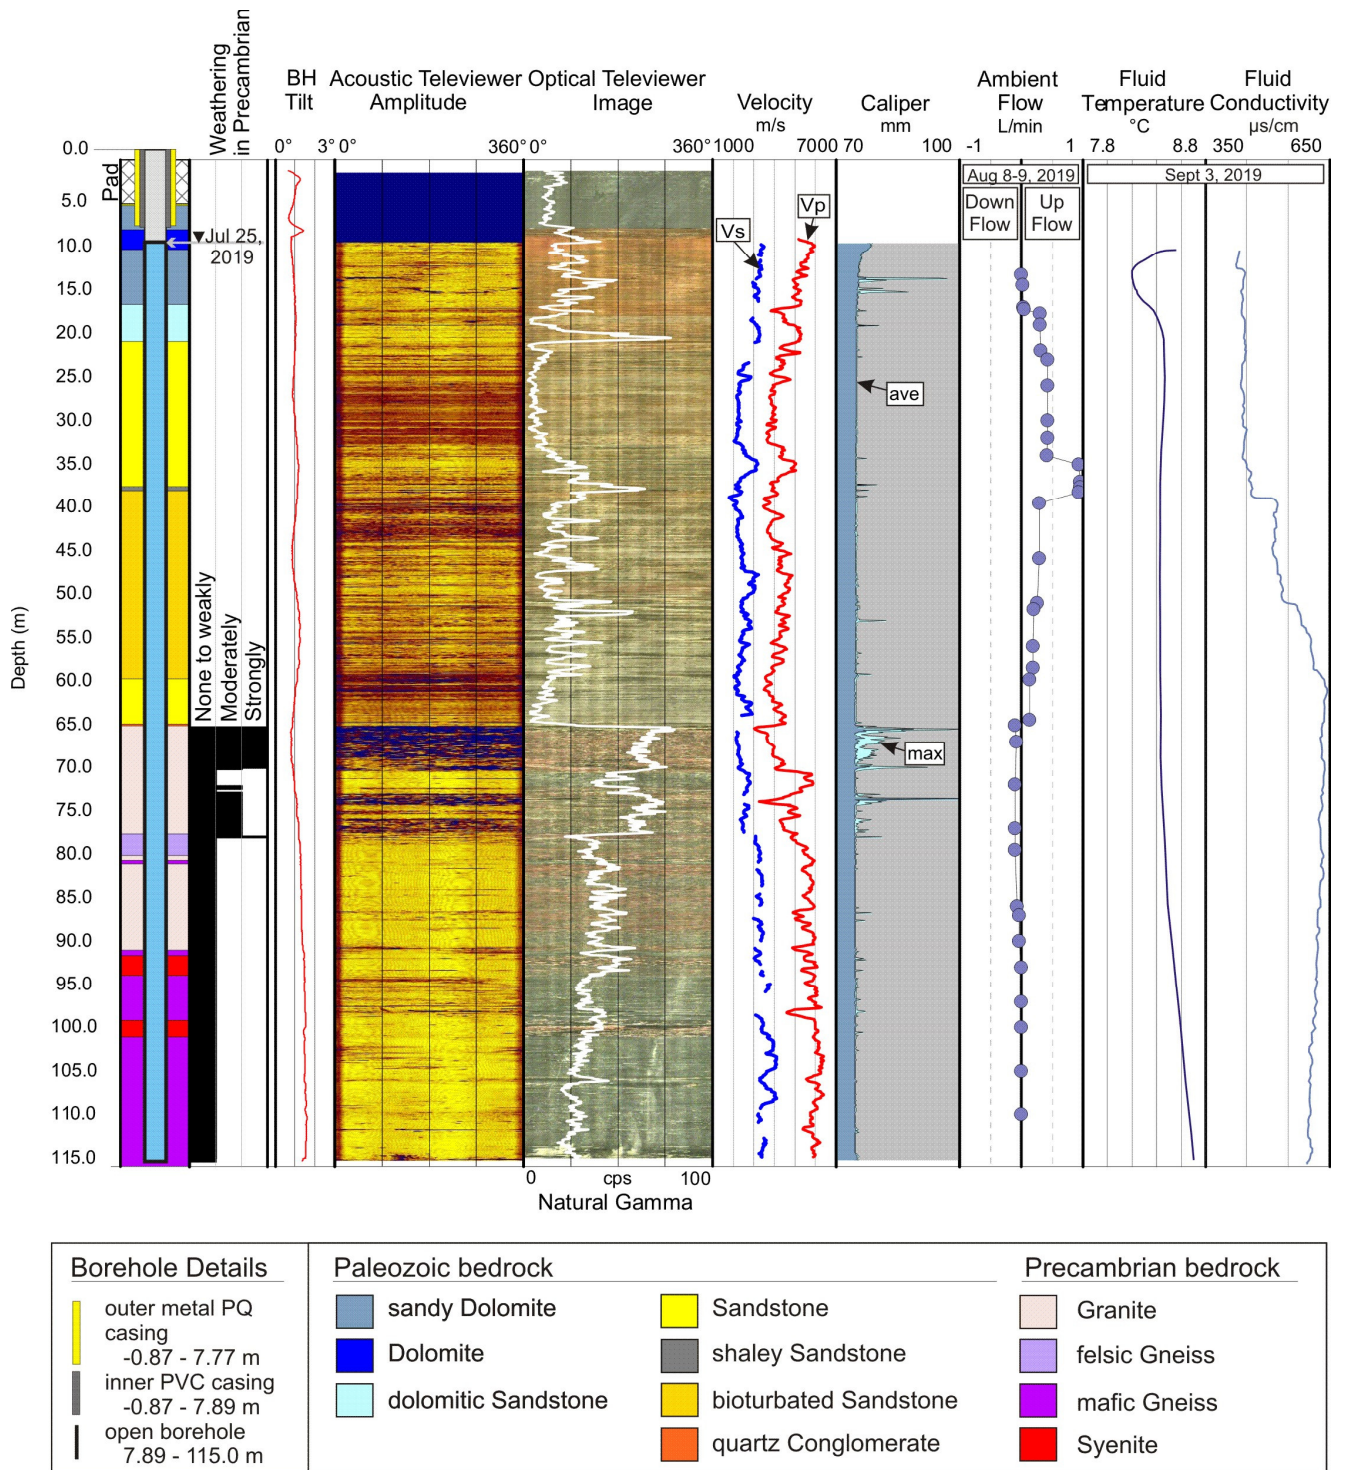 Weathering
in Precambrian
BH
Tilt
Acoustic Televiewer
Amplitude
Optical Televiewer
Image
Velocity
m/s
Caliper
mm
Ambient
Flow
L/min
Fluid
Temperature
°C
Fluid
Conductivity
µs/cm
0° 3° 0° 360° 0° 360° 1000 7000 70 100 -1 1 7.8 8.8 350 650
Aug 8-9, 2019
Sept 3, 2019
Down
Flow
Up
Flow
Pad
▼Jul 25,
2019
Vs
Vp
ave
max
None to weakly
Moderately
Strongly
Depth (m)
0.0
5.0
10.0
15.0
20.0
25.0
30.0
35.0
40.0
45.0
50.0
55.0
60.0
65.0
70.0
75.0
80.0
85.0
90.0
95.0
100.0
105.0
110.0
115.0
0 cps 100
Natural Gamma
Borehole Details
outer metal PQ
casing
-0.87 - 7.77 m
inner PVC casing
-0.87 - 7.89 m
open borehole
7.89 - 115.0 m
Paleozoic bedrock
sandy Dolomite
Dolomite
dolomitic Sandstone
Sandstone
shaley Sandstone
bioturbated Sandstone
quartz Conglomerate
Precambrian bedrock
Granite
felsic Gneiss
mafic Gneiss
Syenite